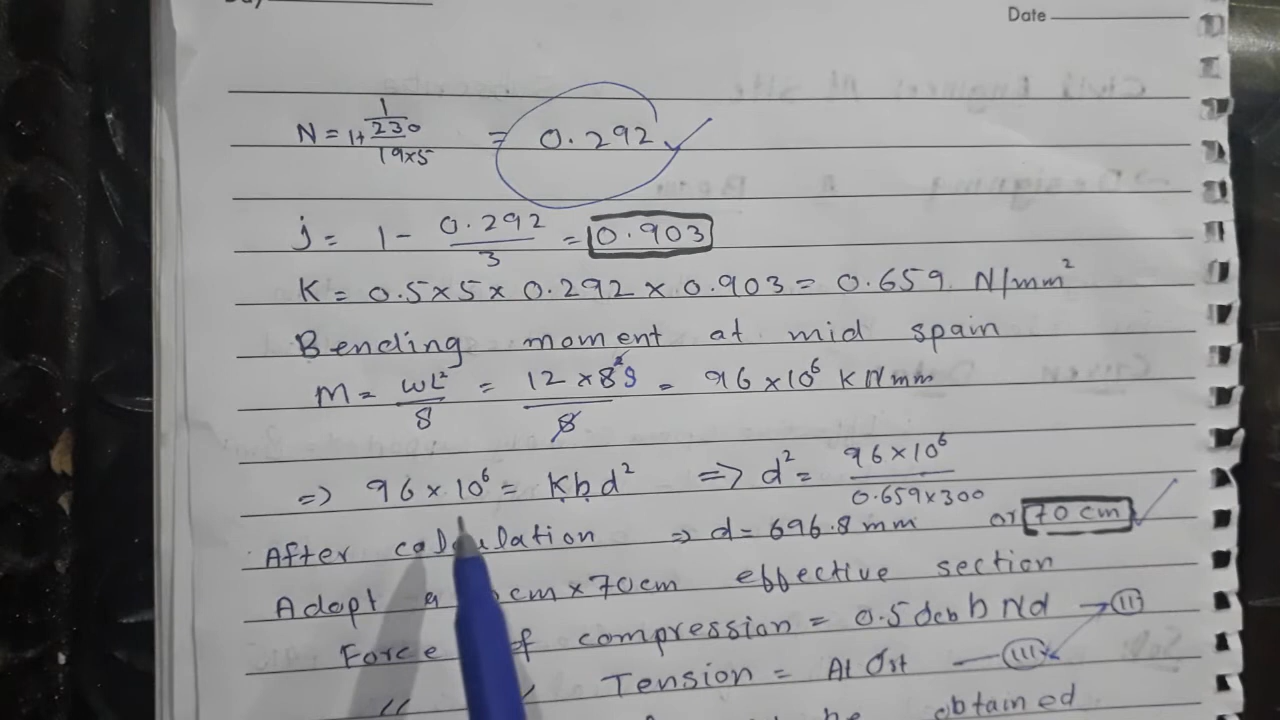 Date
N = 1 / 1+ 230 / 19×5 = 0.292 ✓
j = 1 - 0.292 / 3 = 0.903
K = 0.5×5× 0.292 × 0.903 = 0.659 N/mm²
Bending moment at mid spain
M = ωL² / 8 = 12 × 8² / 8 = 96 ×10⁶ KNmm
=> 96 × 10⁶ = Kbd² => d² = 96×10⁶ / 0.659×300
After calculation => d = 696.8 mm or 70 cm ✓
Adopt a cm × 70cm effective section
Force of compression = 0.5 σcb b Nd → (II)
〃 Tension = At σst — (III)
be obtained